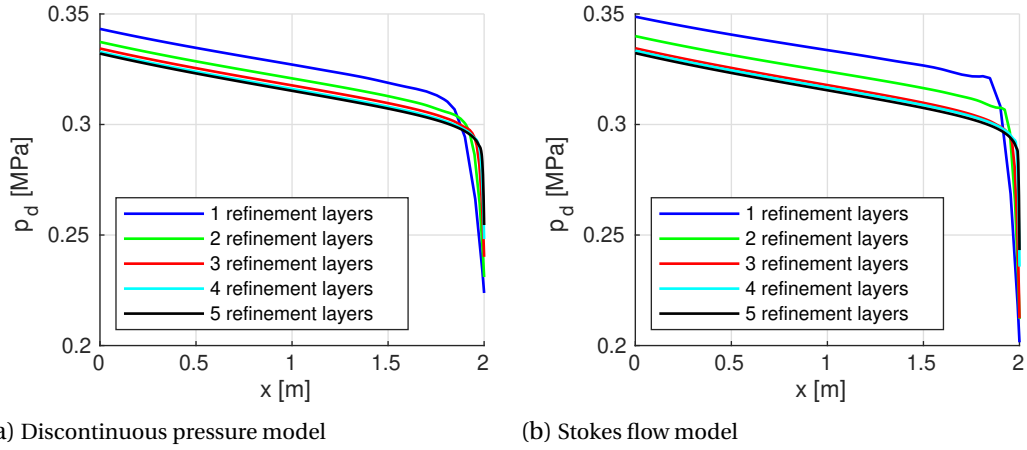 0.35
0.3
0.25
0.2
p_d [MPa]
1 refinement layers
2 refinement layers
3 refinement layers
4 refinement layers
5 refinement layers
0 0.5 1 1.5 2
x [m]
a) Discontinuous pressure model
0.35
0.3
0.25
0.2
p_d [MPa]
1 refinement layers
2 refinement layers
3 refinement layers
4 refinement layers
5 refinement layers
0 0.5 1 1.5 2
x [m]
(b) Stokes flow model